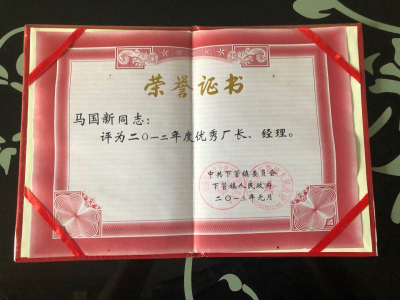 荣誉证书
马国新同志：
评为二〇一二年度优秀厂长、经理。
中共下管镇委员会
下管镇人民政府
二〇一三年元月